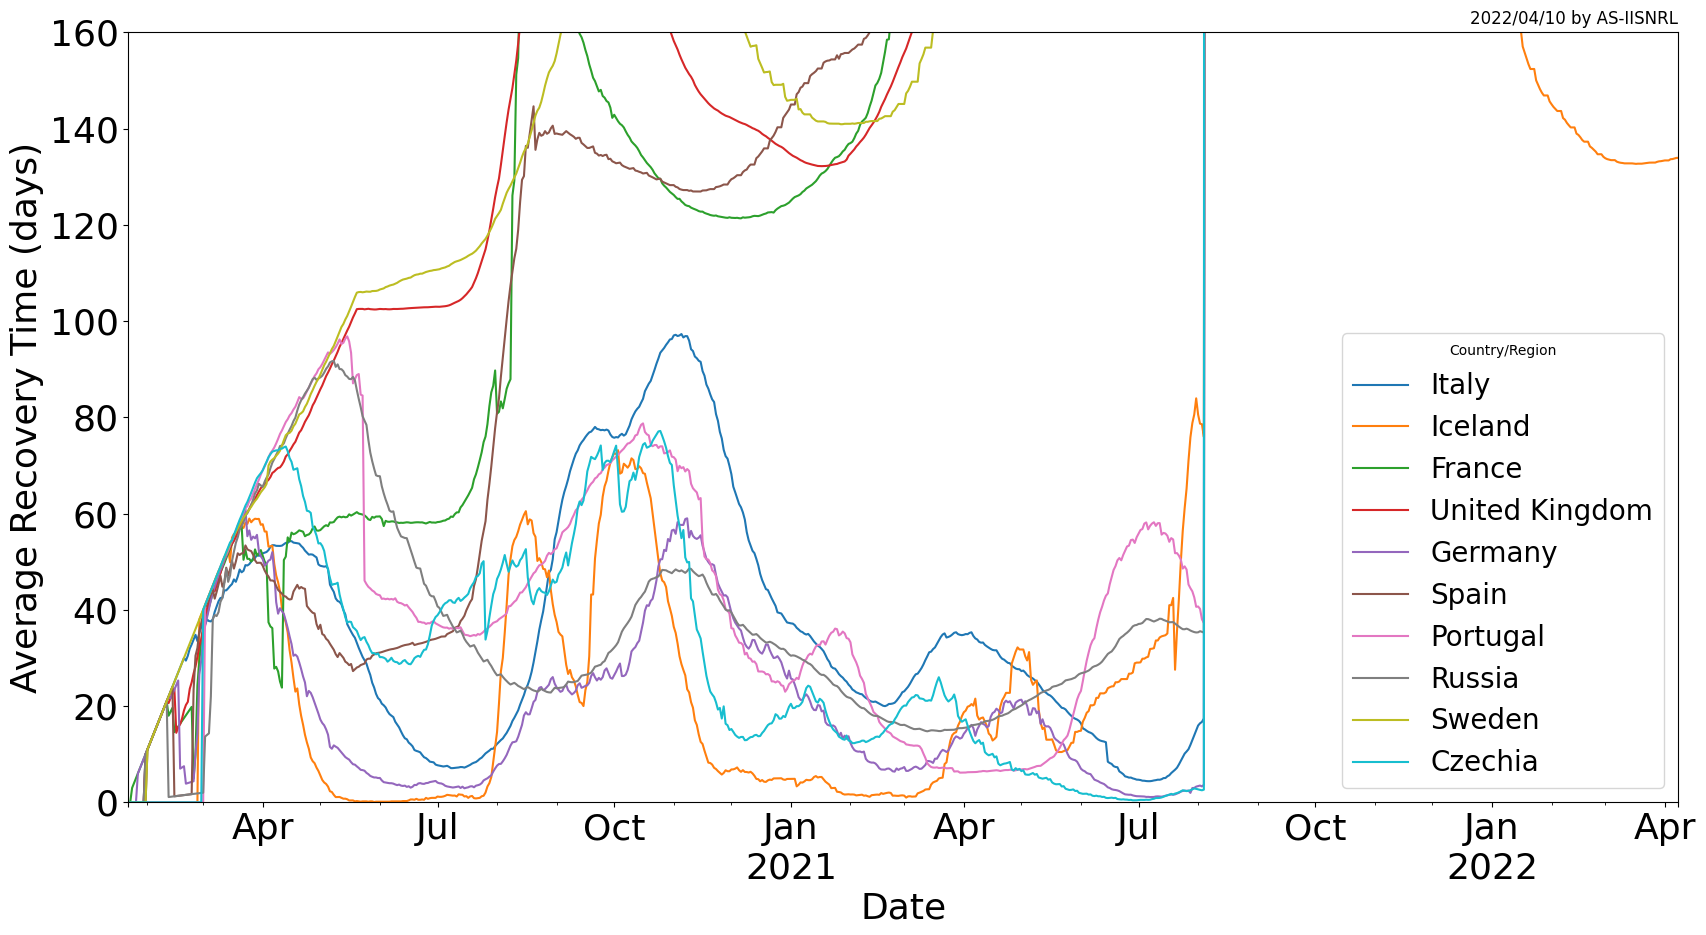 2022/04/10 by AS-IISNRL
Average Recovery Time (days)
160
140
120
100
80
60
40
20
0
Country/Region
Italy
Iceland
France
United Kingdom
Germany
Spain
Portugal
Russia
Sweden
Czechia
Apr Jul Oct Jan Apr Jul Oct Jan Apr
2021 2022
Date